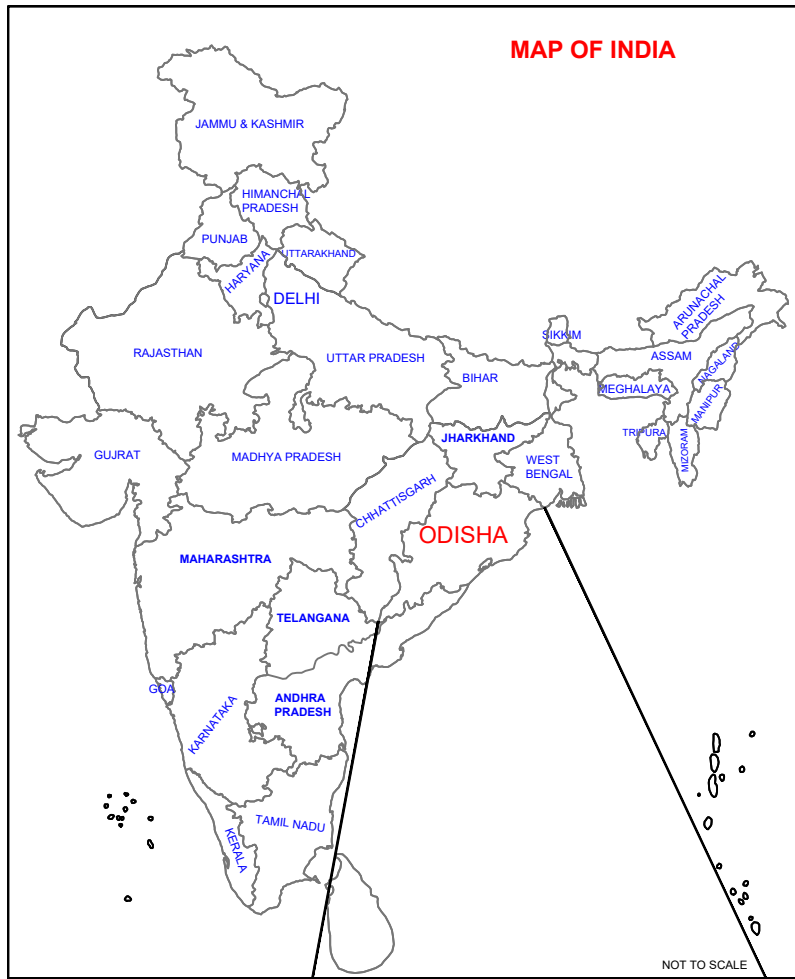 MAP OF INDIA
JAMMU & KASHMIR
HIMANCHAL
PRADESH
PUNJAB
UTTARAKHAND
HARYANA
DELHI
ARUNACHAL
PRADESH
SIKKIM
RAJASTHAN
UTTAR PRADESH
ASSAM
NAGALAND
BIHAR
MEGHALAYA
MANIPUR
TRIPURA
MIZORAM
JHARKHAND
GUJRAT
MADHYA PRADESH
WEST
BENGAL
CHHATTISGARH
ODISHA
MAHARASHTRA
TELANGANA
GOA
KARNATAKA
ANDHRA
PRADESH
TAMIL NADU
KERALA
NOT TO SCALE